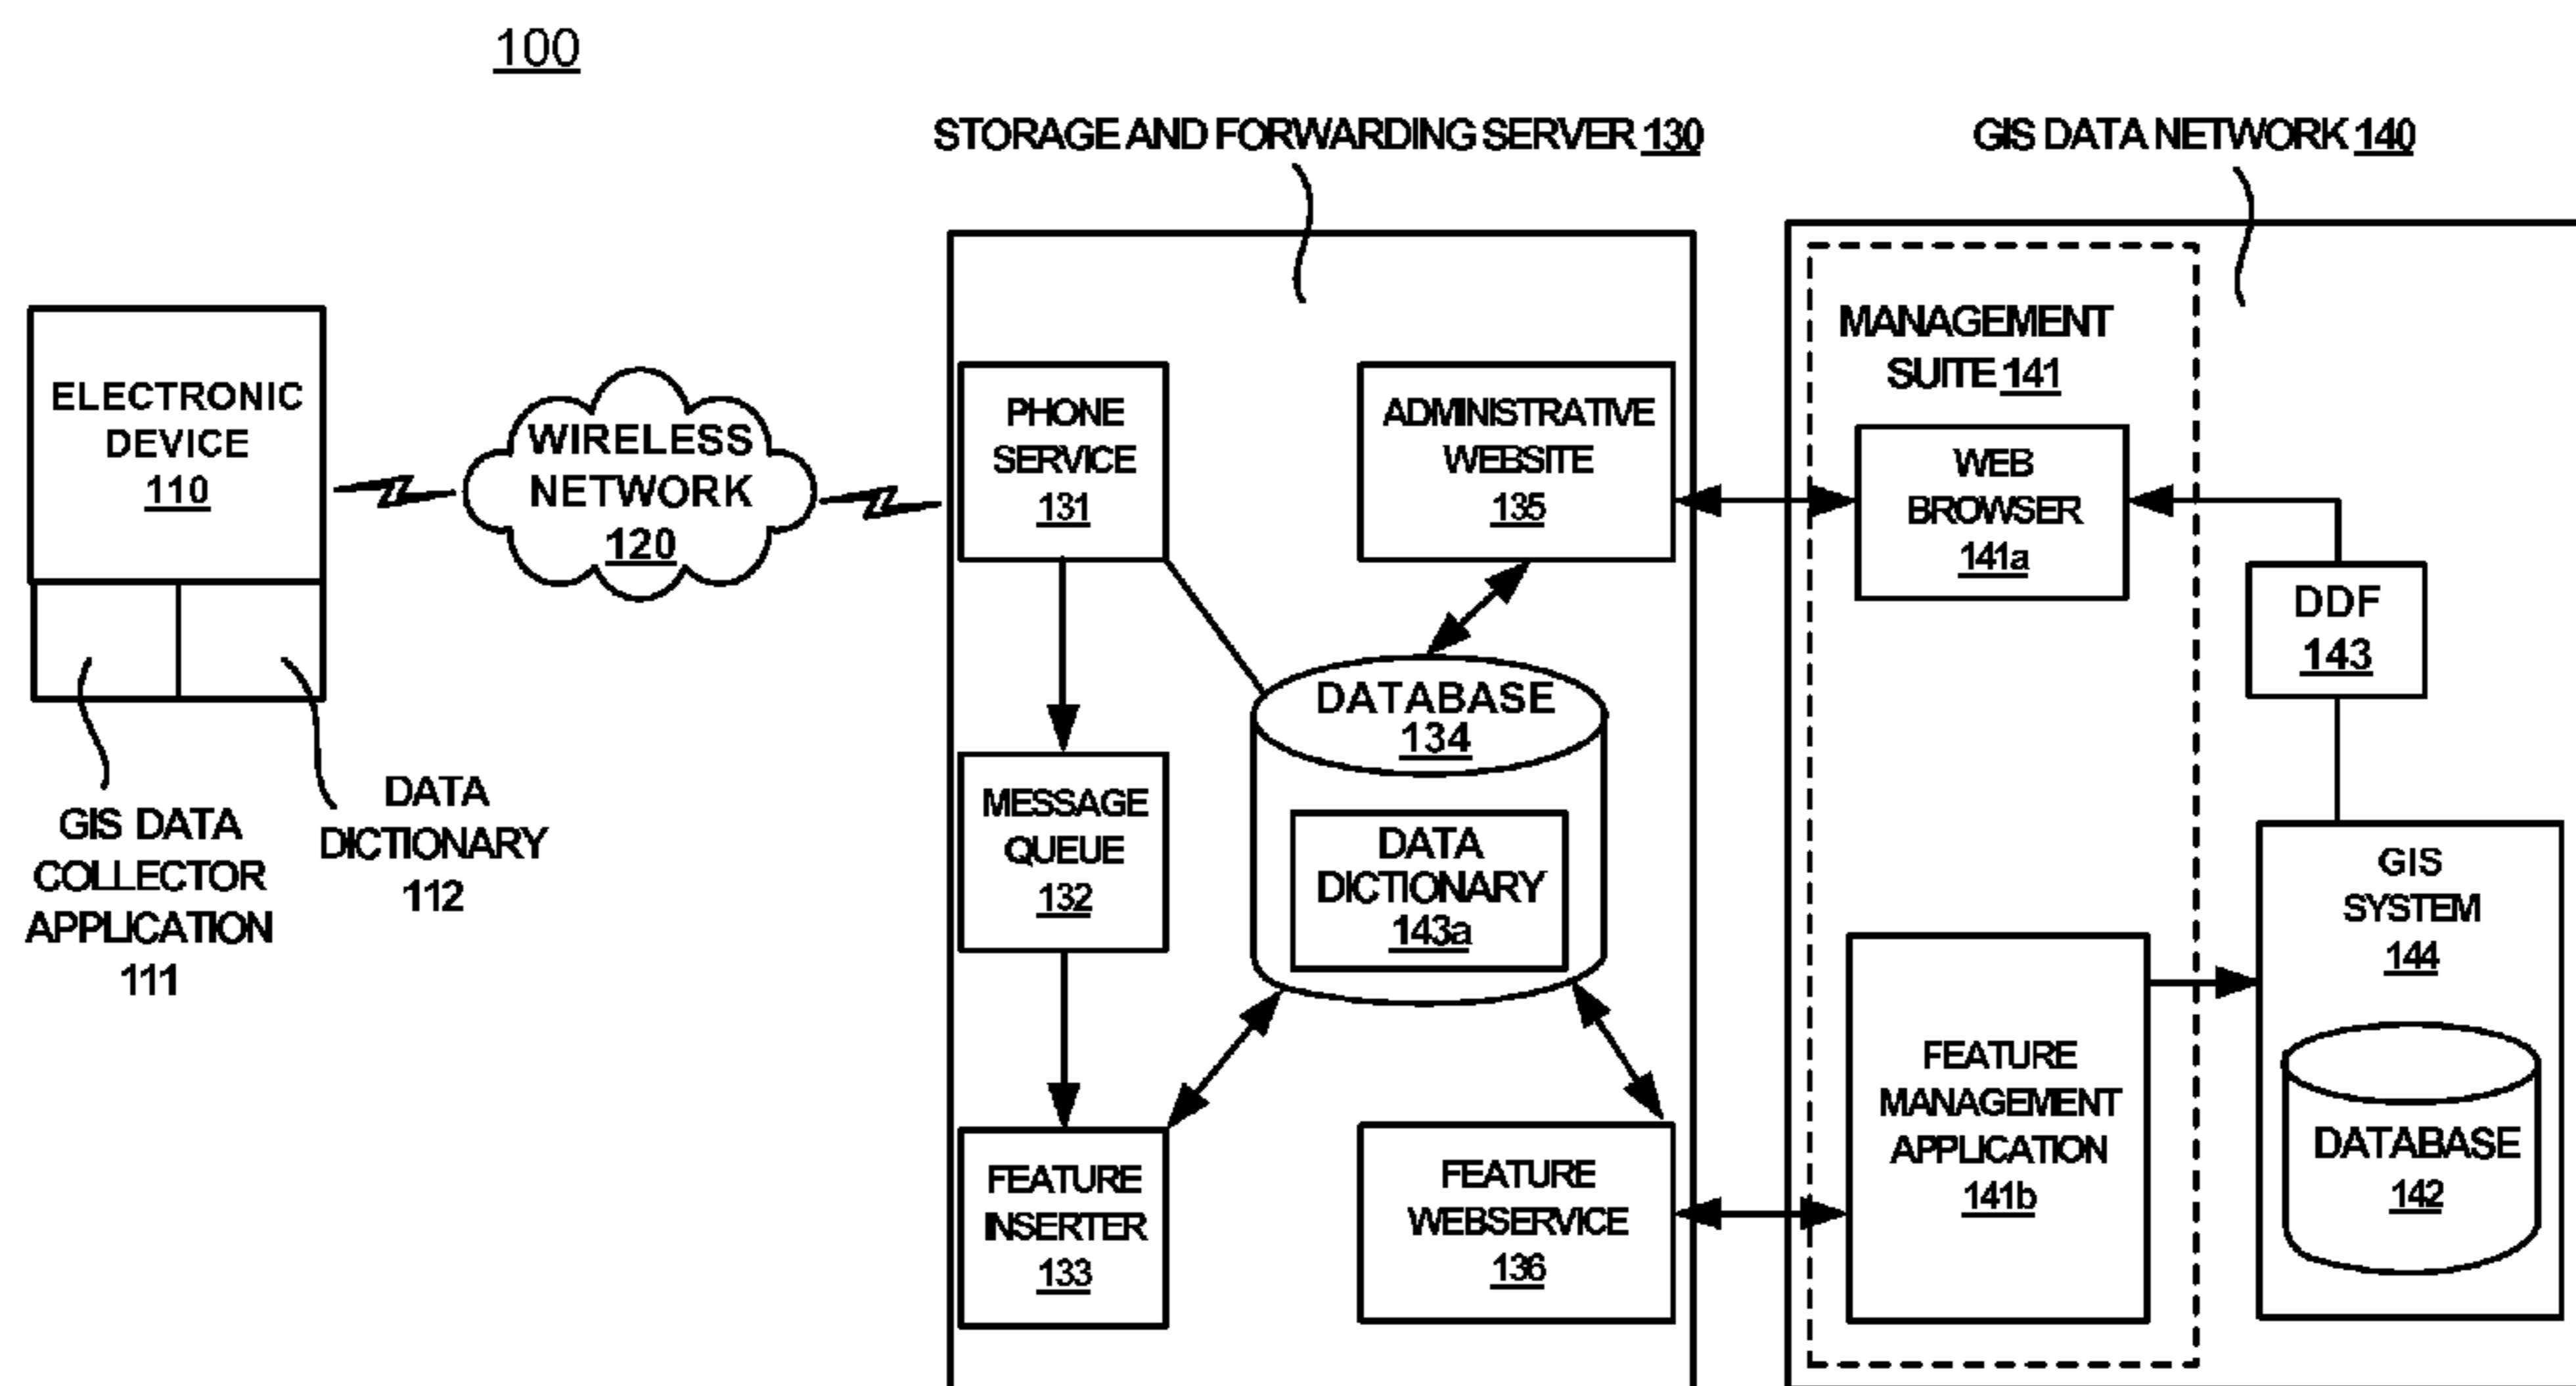 100
STORAGE AND FORWARDING SERVER 130
GIS DATA NETWORK 140
ELECTRONIC
DEVICE
110
GIS DATA
COLLECTOR
APPLICATION
111
DATA
DICTIONARY
112
WIRELESS
NETWORK
120
PHONE
SERVICE
131
MESSAGE
QUEUE
132
FEATURE
INSERTER
133
ADMINISTRATIVE
WEBSITE
135
DATABASE
134
DATA
DICTIONARY
143a
FEATURE
WEBSERVICE
136
MANAGEMENT
SUITE 141
WEB
BROWSER
141a
FEATURE
MANAGEMENT
APPLICATION
141b
DDF
143
GIS
SYSTEM
144
DATABASE
142